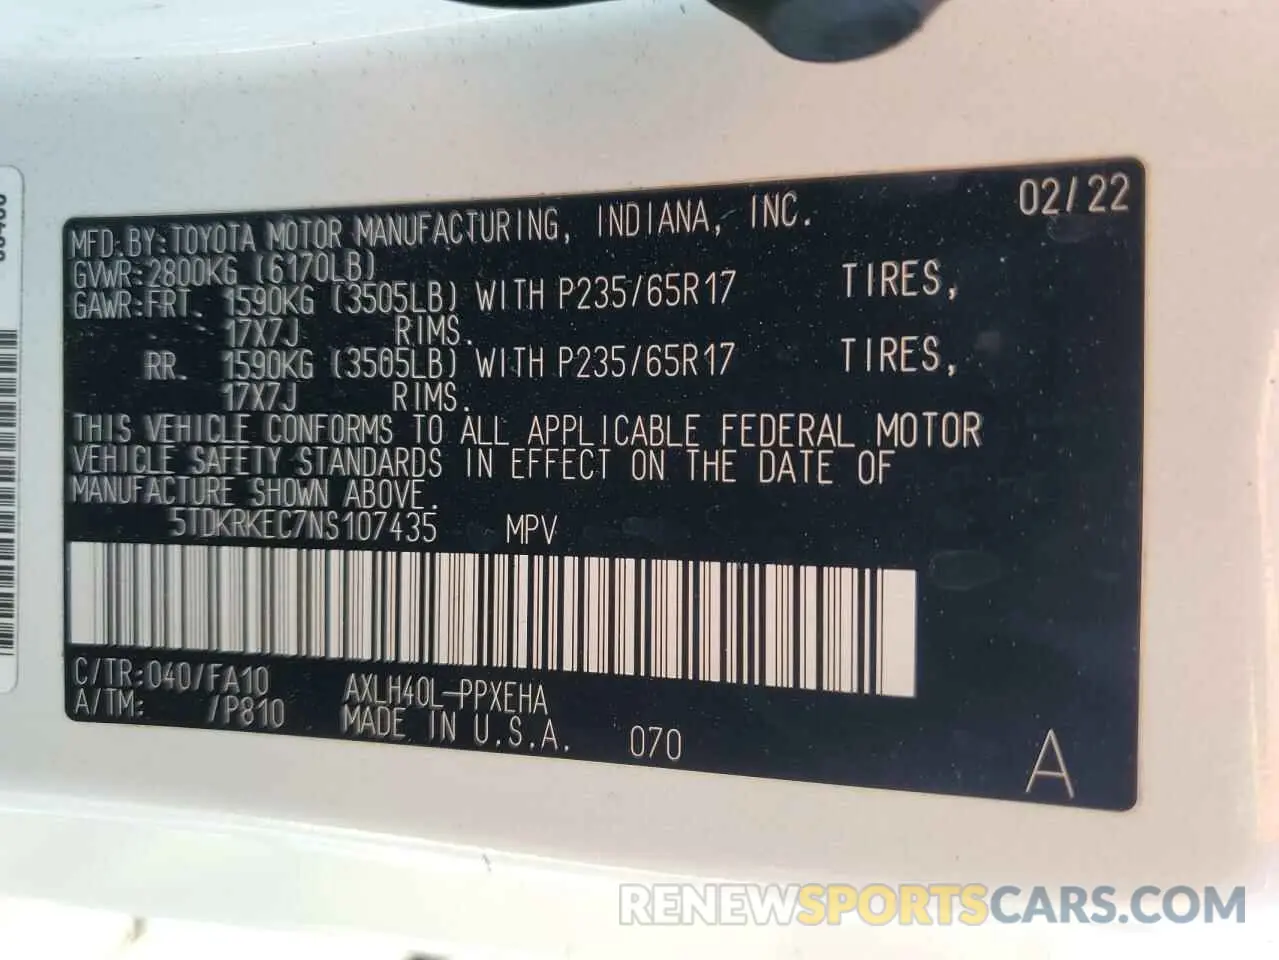 02/22
MFD.BY:TOYOTA MOTOR MANUFACTURING, INDIANA, INC.
GVWR:2800KG (6170LB)
GAWR:FRT. 1590KG (3505LB) WITH P235/65R17 TIRES,
17X7J RIMS.
RR. 1590KG (3505LB) WITH P235/65R17 TIRES,
17X7J RIMS.
THIS VEHICLE CONFORMS TO ALL APPLICABLE FEDERAL MOTOR
VEHICLE SAFETY STANDARDS IN EFFECT ON THE DATE OF
MANUFACTURE SHOWN ABOVE.
5TDKRKEC7NS107435 MPV
C/TR:040/FA10 AXLH40L-PPXEHA
A/TM: /P810 MADE IN U.S.A. 070
A
RENEWSPORTSCARS.COM